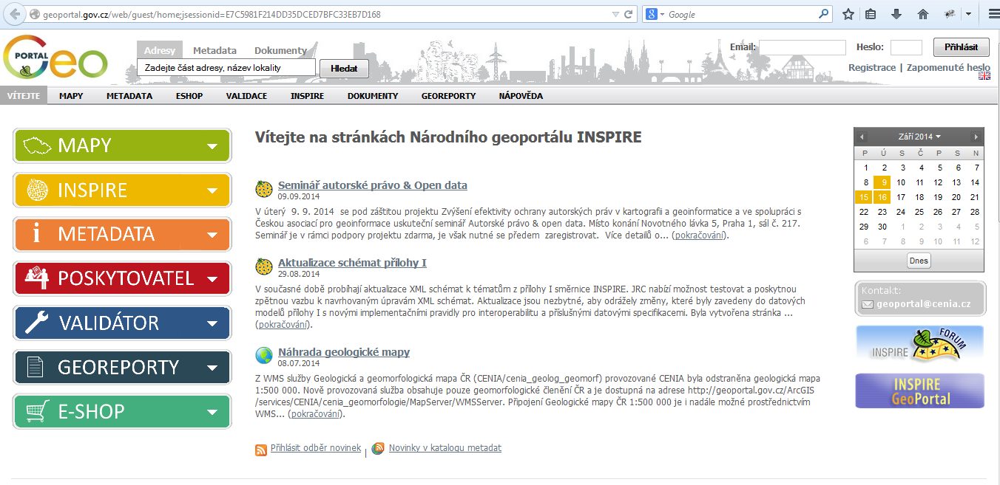 geoportal.gov.cz/web/guest/home;jsessionid=E7C5981F214DD35DCED7BFC33EB7D168
8 Google
PORTAL Geo
Adresy Metadata Dokumenty
Zadejte část adresy, název lokality Hledat
Email: Heslo: Přihlásit
Registrace | Zapomenuté heslo
VÍTEJTE MAPY METADATA ESHOP VALIDACE INSPIRE DOKUMENTY GEOREPORTY NÁPOVĚDA
MAPY
INSPIRE
METADATA
POSKYTOVATEL
VALIDÁTOR
GEOREPORTY
E-SHOP
Vítejte na stránkách Národního geoportálu INSPIRE
Seminář autorské právo & Open data
09.09.2014
V úterý 9. 9. 2014 se pod záštitou projektu Zvýšení efektivity ochrany autorských práv v kartografii a geoinformatice a ve spolupráci s
Českou asociací pro geoinformace uskuteční seminář Autorské právo & open data. Místo konání Novotného lávka 5, Praha 1, sál č. 217.
Seminář je v rámci podpory projektu zdarma, je však nutné se předem zaregistrovat. Více detailů o... (pokračování).
Aktualizace schémat přílohy I
29.08.2014
V současné době probíhají aktualizace XML schémat k tématům z přílohy I směrnice INSPIRE. JRC nabízí možnost testovat a poskytnou
zpětnou vazbu k navrhovaným úpravám XML schémat. Aktualizace jsou nezbytné, aby odrážely změny, které byly zavedeny do datových
modelů přílohy I s novými implementačními pravidly pro interoperabilitu a příslušnými datovými specifikacemi. Byla vytvořena stránka ...
(pokračování).
Náhrada geologické mapy
08.07.2014
Z WMS služby Geologická a geomorfologická mapa ČR (CENIA/cenia_geolog_geomorf) provozované CENIA byla odstraněna geologická mapa
1:500 000. Nově provozovaná služba obsahuje pouze geomorfologické členění ČR a je dostupná na adrese http://geoportal.gov.cz/ArcGIS
/services/CENIA/cenia_geomorfologie/MapServer/WMSServer. Připojení Geologické mapy ČR 1:500 000 je i nadále možné prostřednictvím
WMS... (pokračování).
Přihlásit odběr novinek | Novinky v katalogu metadat
Září 2014
P Ú S Č P S N
1 2 3 4 5 6 7
8 9 10 11 12 13 14
15 16 17 18 19 20 21
22 23 24 25 26 27 28
29 30 1 2 3 4 5
6 7 8 9 10 11 12
Dnes
Kontakt:
geoportal@cenia.cz
INSPIRE FORUM
INSPIRE
GeoPortal